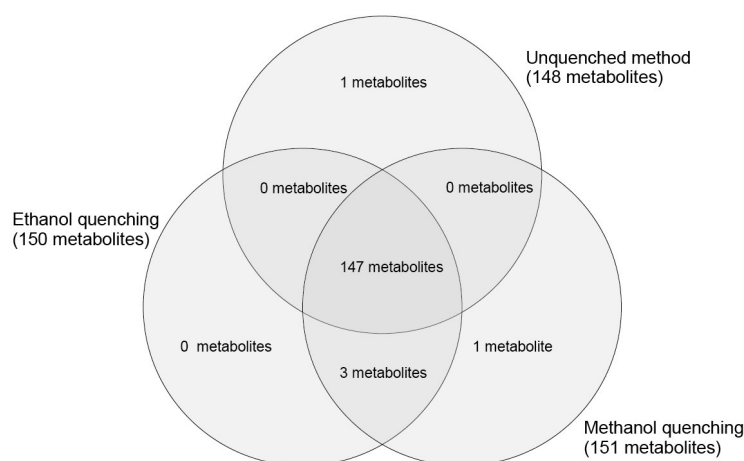 Unquenched method
(148 metabolites)
1 metabolites
0 metabolites
0 metabolites
Ethanol quenching
(150 metabolites)
147 metabolites
0 metabolites
1 metabolite
3 metabolites
Methanol quenching
(151 metabolites)